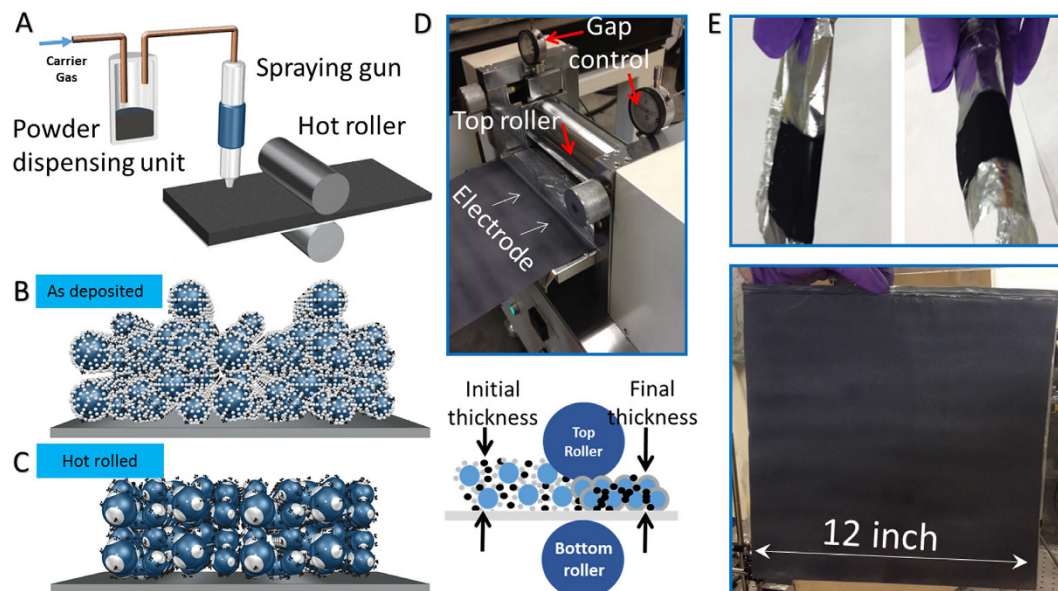 A
Carrier
Gas
Spraying gun
Powder
dispensing unit
Hot roller
B
As deposited
C
Hot rolled
D
Gap
control
Top roller
Electrode
Initial
thickness
Final
thickness
Top
Roller
Bottom
roller
E
12 inch